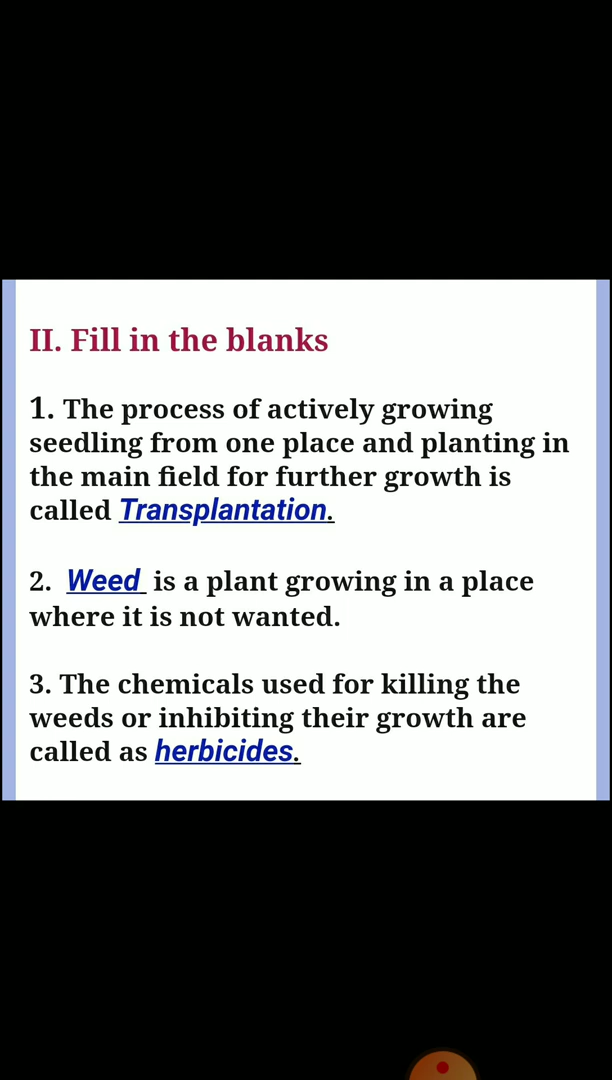 II. Fill in the blanks
1. The process of actively growing
seedling from one place and planting in
the main field for further growth is
called Transplantation.
2. Weed is a plant growing in a place
where it is not wanted.
3. The chemicals used for killing the
weeds or inhibiting their growth are
called as herbicides.